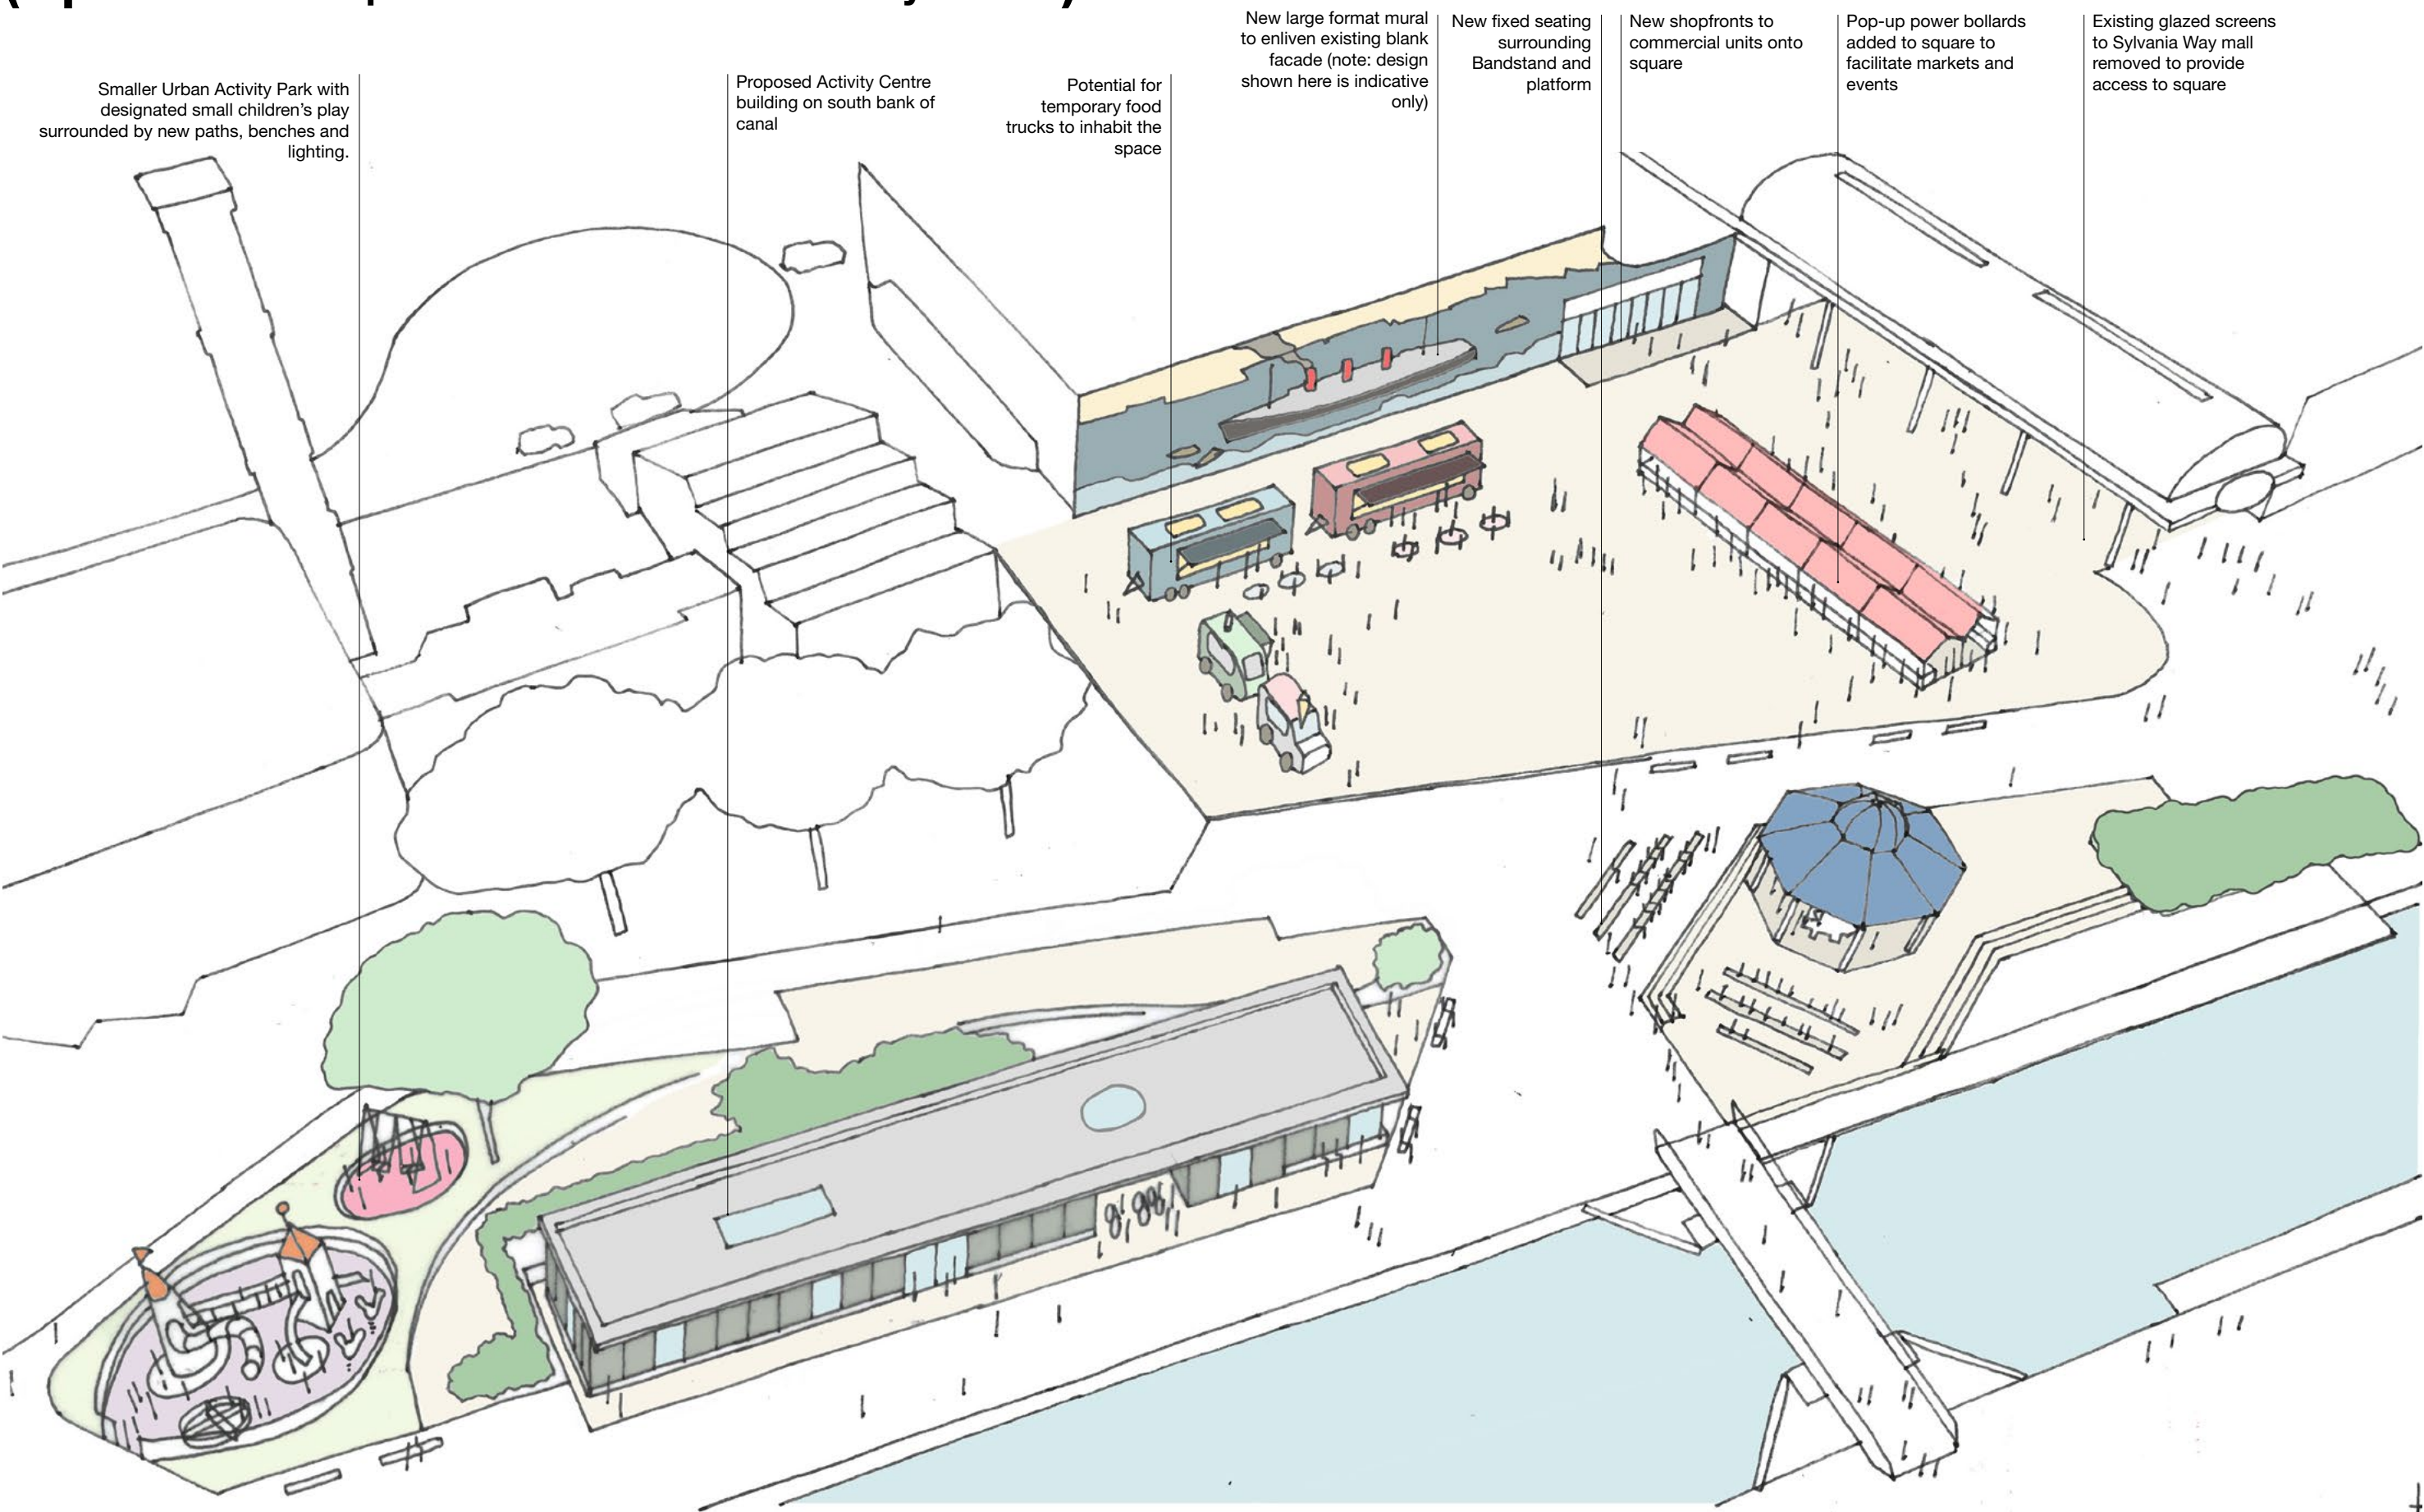 Smaller Urban Activity Park with
designated small children's play
surrounded by new paths, benches and
lighting.
Proposed Activity Centre
building on south bank of
canal
Potential for
temporary food
trucks to inhabit the
space
New large format mural
to enliven existing blank
facade (note: design
shown here is indicative
only)
New fixed seating
surrounding
Bandstand and
platform
New shopfronts to
commercial units onto
square
Pop-up power bollards
added to square to
facilitate markets and
events
Existing glazed screens
to Sylvania Way mall
removed to provide
access to square